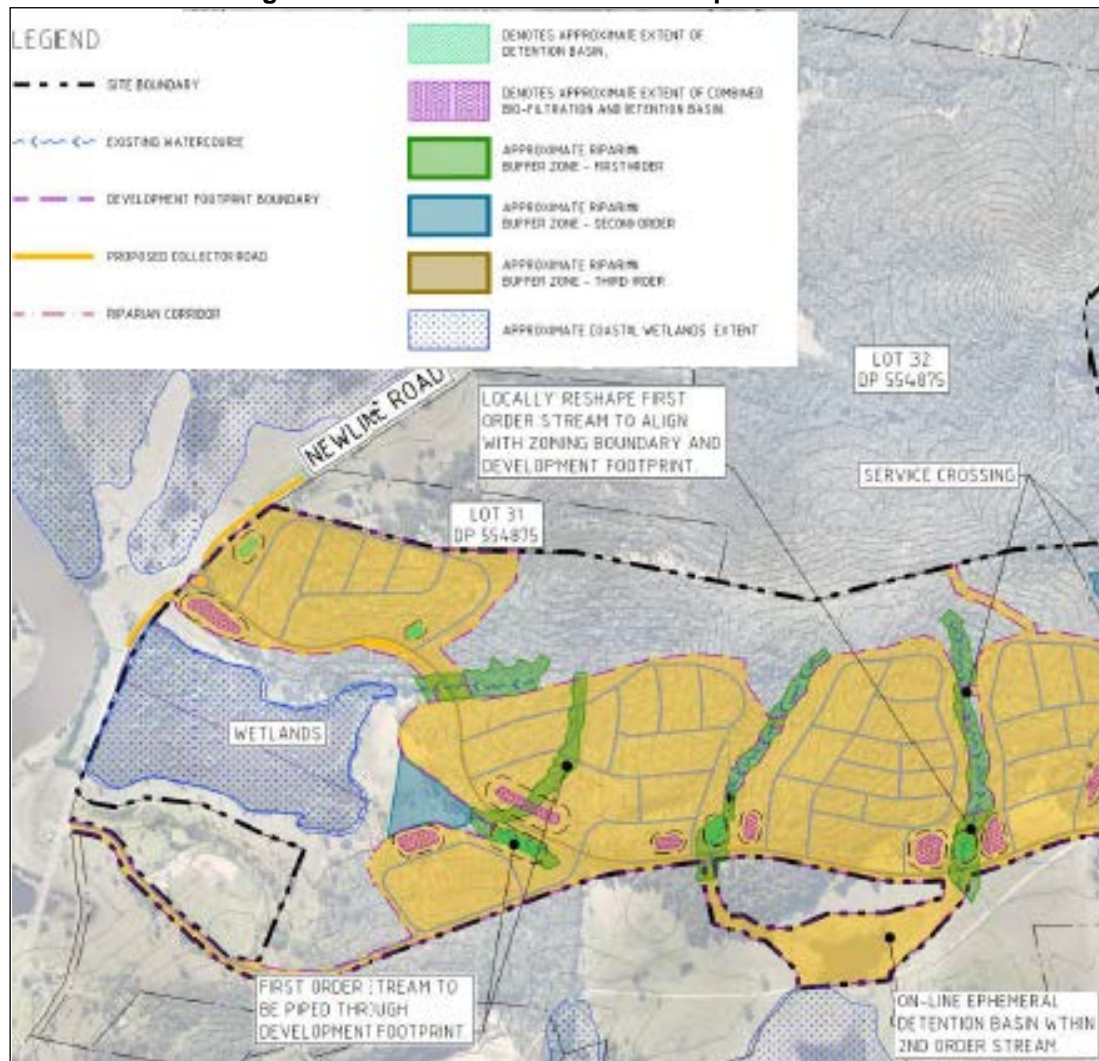 LEGEND
SITE BOUNDARY
EXISTING WATERCOURSE
DEVELOPMENT FOOTPRINT BOUNDARY
PROPOSED COLLECTOR ROAD
RIPARIAN CORRIDOR
DENOTES APPROXIMATE EXTENT OF
DETENTION BASIN.
DENOTES APPROXIMATE EXTENT OF COMBINED
BIO-FILTRATION AND DETENTION BASIN
APPROXIMATE RIPARIAN
BUFFER ZONE - FIRST ORDER
APPROXIMATE RIPARIAN
BUFFER ZONE - SECOND ORDER
APPROXIMATE RIPARIAN
BUFFER ZONE - THIRD ORDER
APPROXIMATE COASTAL WETLANDS EXTENT
NEWLINE ROAD
LOCALLY RESHAPE FIRST
ORDER STREAM TO ALIGN
WITH ZONING BOUNDARY AND
DEVELOPMENT FOOTPRINT.
LOT 32
DP 554875
SERVICE CROSSING
LOT 31
DP 554875
WETLANDS
FIRST ORDER STREAM TO
BE PIPED THROUGH
DEVELOPMENT FOOTPRINT
ON-LINE EPHEMERAL
DETENTION BASIN WITHIN
2ND ORDER STREAM